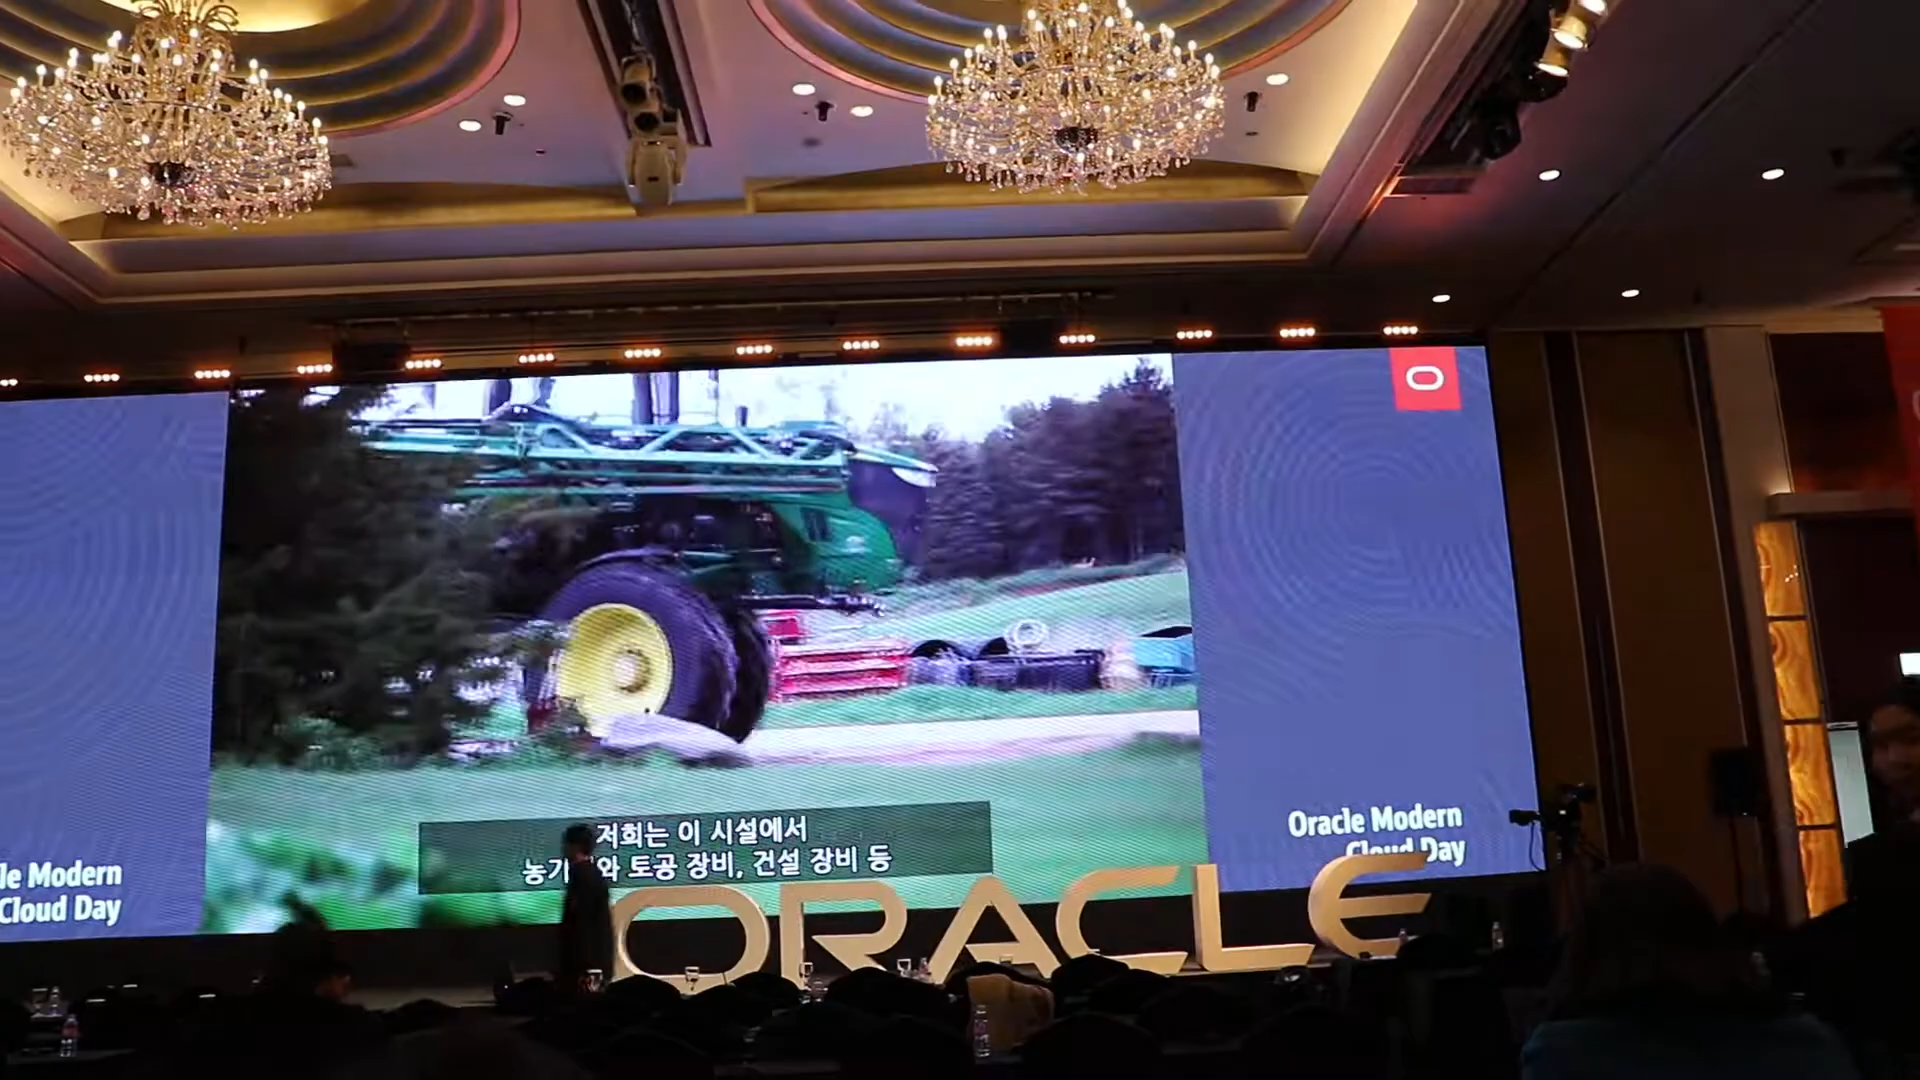 저희는 이 시설에서
와 토공 장비, 건설 장비 등
Oracle Modern
Cloud Day
le Modern
Cloud Day
ORACLE